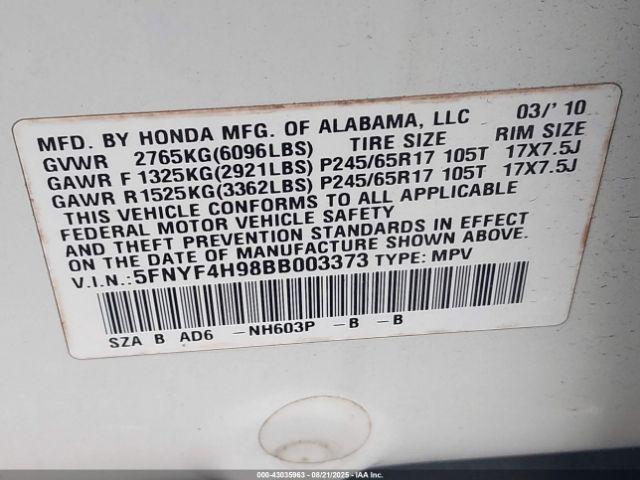 MFD. BY HONDA MFG. OF ALABAMA, LLC 03/'10
GVWR 2765KG(6096LBS) TIRE SIZE RIM SIZE
GAWR F 1325KG(2921LBS) P245/65R17 105T 17X7.5J
GAWR R 1525KG(3362LBS) P245/65R17 105T 17X7.5J
THIS VEHICLE CONFORMS TO ALL APPLICABLE
FEDERAL MOTOR VEHICLE SAFETY
AND THEFT PREVENTION STANDARDS IN EFFECT
ON THE DATE OF MANUFACTURE SHOWN ABOVE.
V.I.N.:5FNYF4H98BB003373 TYPE: MPV
SZA B AD6 -NH603P -B -B
000-43035963 - 08/21/2025 - IAAI.COM